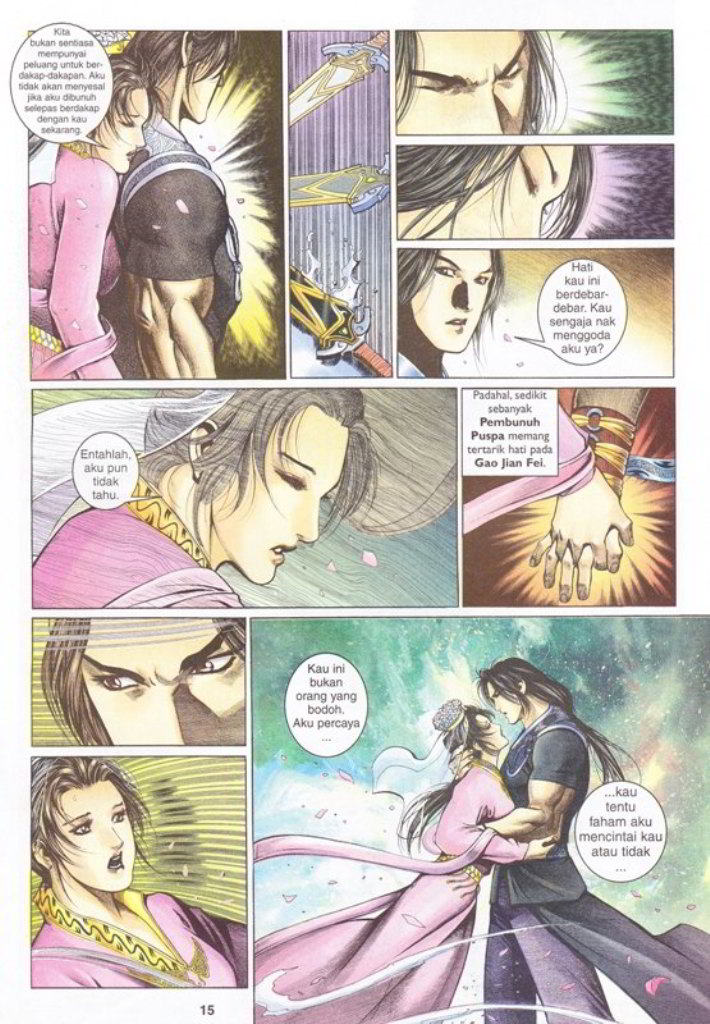 Kita
bukan sentiasa
mempunyai
peluang untuk ber-
dakap-dakapan. Aku
tidak akan menyesal
jika aku dibunuh
selepas berdakap
dengan kau
sekarang.
Hati
kau ini
berdebar-
debar. Kau
sengaja nak
menggoda
aku ya?
Entahlah,
aku pun
tidak
tahu.
Padahal, sedikit
sebanyak
Pembunuh
Puspa memang
tertarik hati pada
Gao Jian Fei.
Kau ini
bukan
orang yang
bodoh.
Aku percaya
...
...kau
tentu
faham aku
mencintai kau
atau tidak
...
15